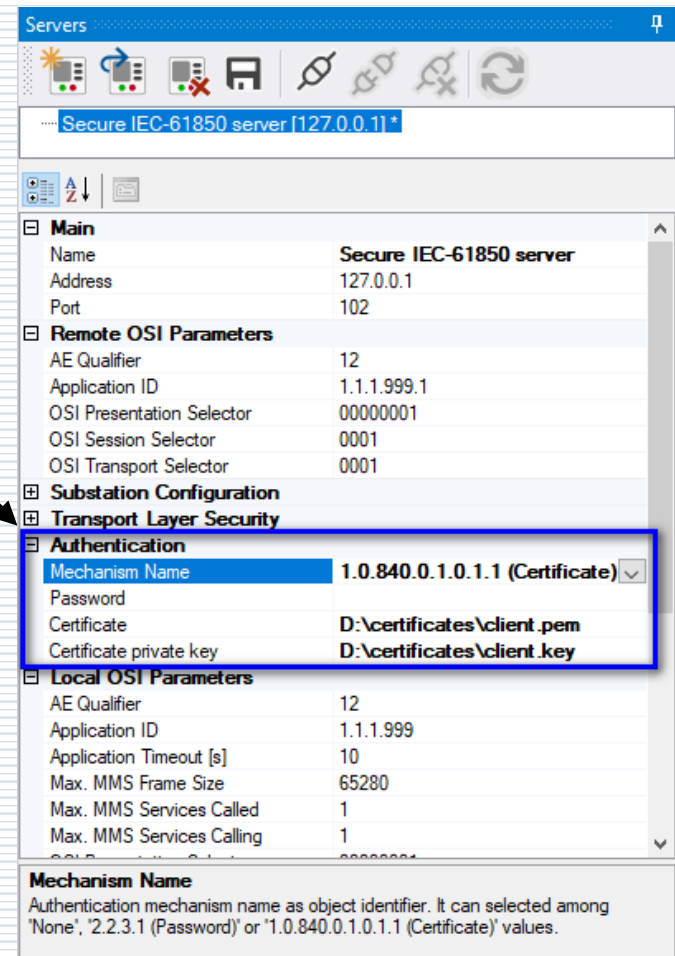 Servers
Secure IEC-61850 server [127.0.0.1] *
Main
Name Secure IEC-61850 server
Address 127.0.0.1
Port 102
Remote OSI Parameters
AE Qualifier 12
Application ID 1.1.1.999.1
OSI Presentation Selector 00000001
OSI Session Selector 0001
OSI Transport Selector 0001
Substation Configuration
Transport Layer Security
Authentication
Mechanism Name 1.0.840.0.1.0.1.1 (Certificate)
Password
Certificate D:\certificates\client.pem
Certificate private key D:\certificates\client.key
Local OSI Parameters
AE Qualifier 12
Application ID 1.1.1.999
Application Timeout [s] 10
Max. MMS Frame Size 65280
Max. MMS Services Called 1
Max. MMS Services Calling 1
Mechanism Name
Authentication mechanism name as object identifier. It can selected among
'None', '2.2.3.1 (Password)' or '1.0.840.0.1.0.1.1 (Certificate)' values.